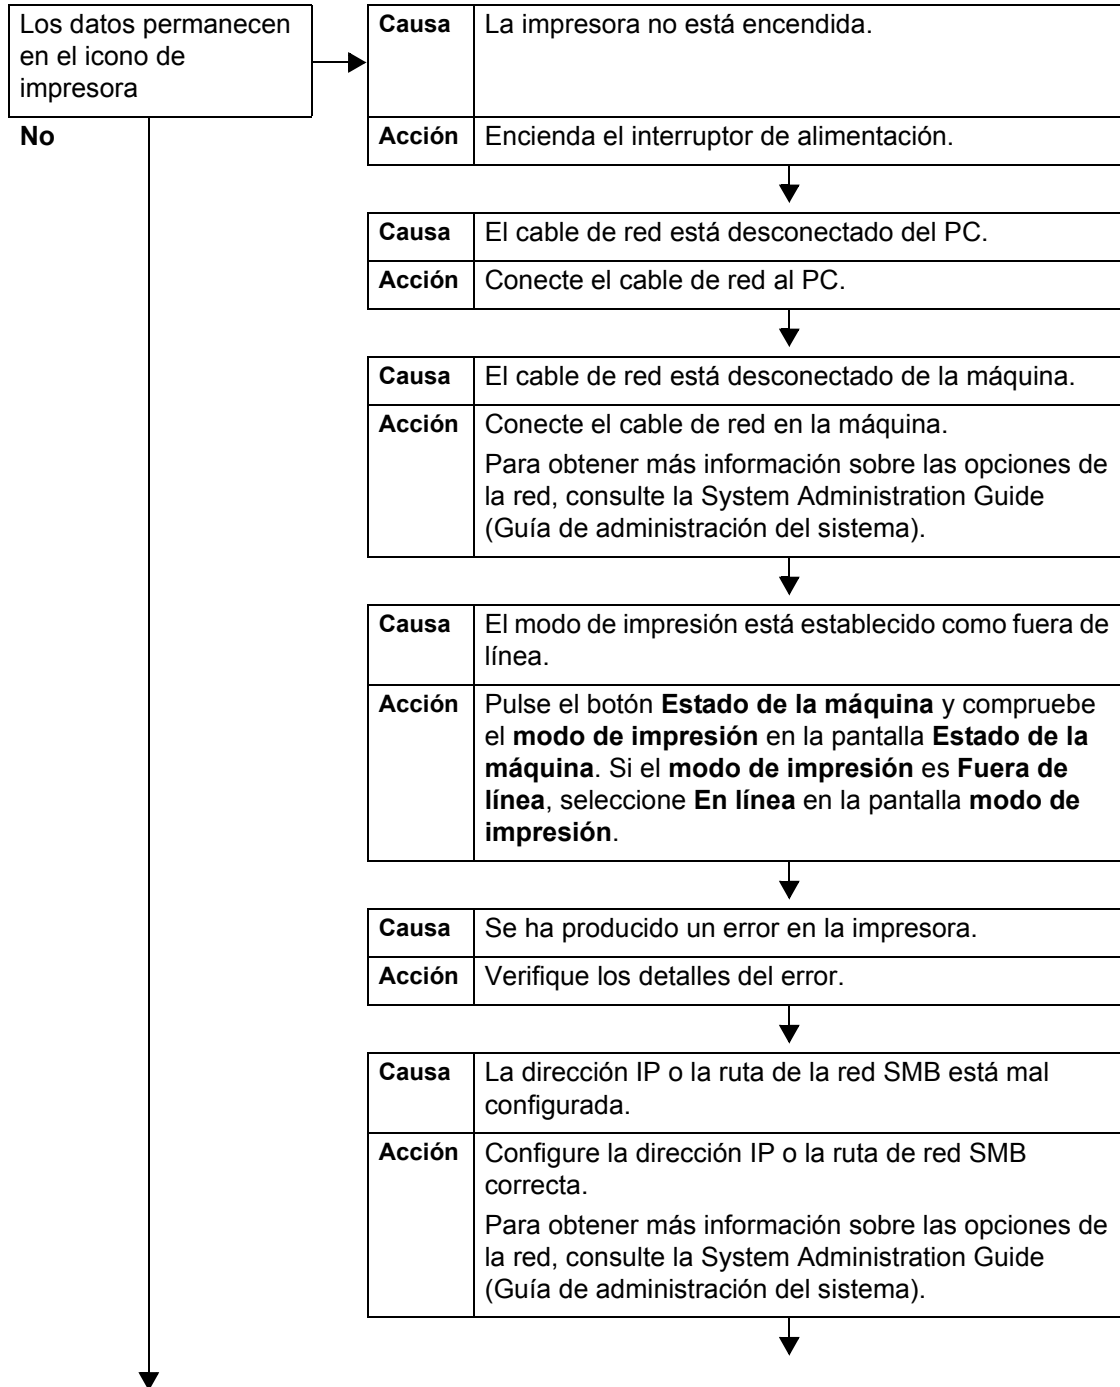 Los datos permanecen
en el icono de
impresora
No
Causa La impresora no está encendida.
Acción Encienda el interruptor de alimentación.
Causa El cable de red está desconectado del PC.
Acción Conecte el cable de red al PC.
Causa El cable de red está desconectado de la máquina.
Acción Conecte el cable de red en la máquina.
Para obtener más información sobre las opciones de
la red, consulte la System Administration Guide
(Guía de administración del sistema).
Causa El modo de impresión está establecido como fuera de
línea.
Acción Pulse el botón Estado de la máquina y compruebe
el modo de impresión en la pantalla Estado de la
máquina. Si el modo de impresión es Fuera de
línea, seleccione En línea en la pantalla modo de
impresión.
Causa Se ha producido un error en la impresora.
Acción Verifique los detalles del error.
Causa La dirección IP o la ruta de la red SMB está mal
configurada.
Acción Configure la dirección IP o la ruta de red SMB
correcta.
Para obtener más información sobre las opciones de
la red, consulte la System Administration Guide
(Guía de administración del sistema).